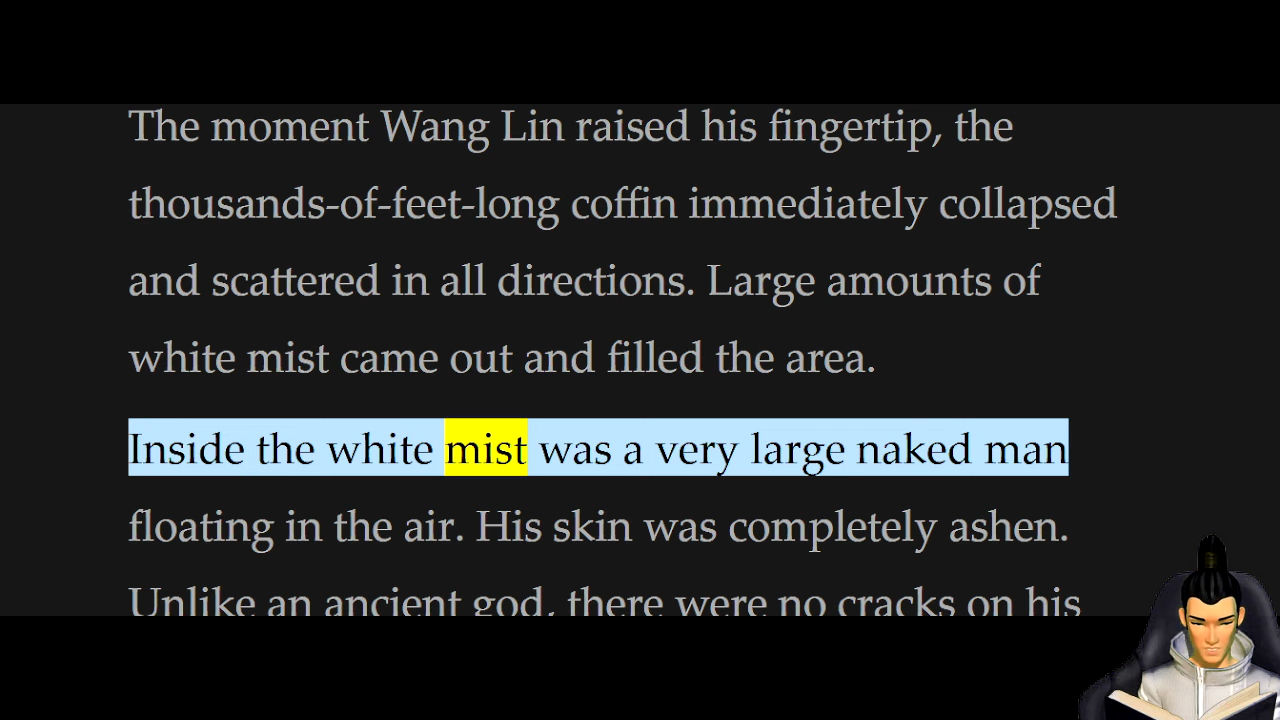 The moment Wang Lin raised his fingertip, the
thousands-of-feet-long coffin immediately collapsed
and scattered in all directions. Large amounts of
white mist came out and filled the area.
Inside the white mist was a very large naked man
floating in the air. His skin was completely ashen.
Unlike an ancient god, there were no cracks on his